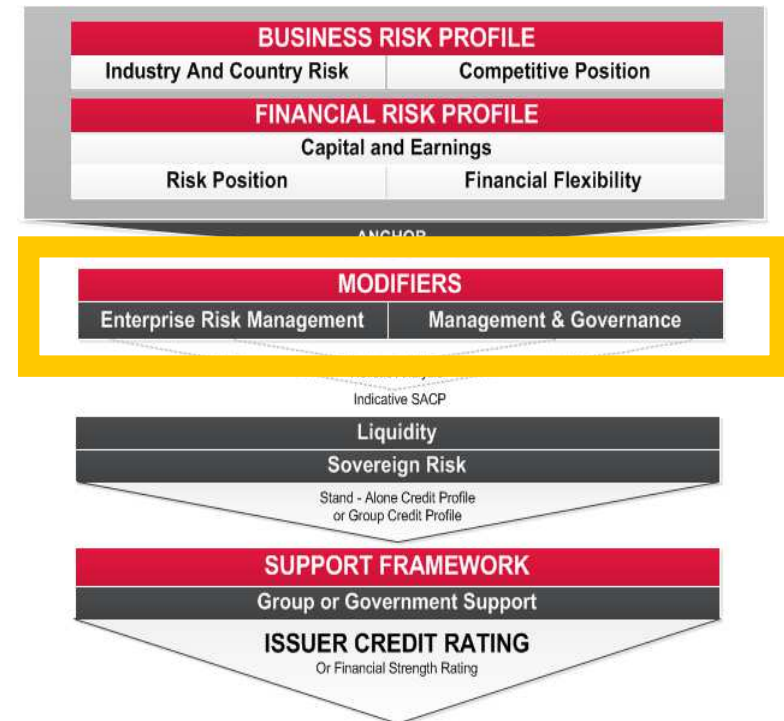 BUSINESS RISK PROFILE
Industry And Country Risk Competitive Position
FINANCIAL RISK PROFILE
Capital and Earnings
Risk Position Financial Flexibility
ANCHOR
MODIFIERS
Enterprise Risk Management Management & Governance
Indicative SACP
Liquidity
Sovereign Risk
Stand - Alone Credit Profile
or Group Credit Profile
SUPPORT FRAMEWORK
Group or Government Support
ISSUER CREDIT RATING
Or Financial Strength Rating